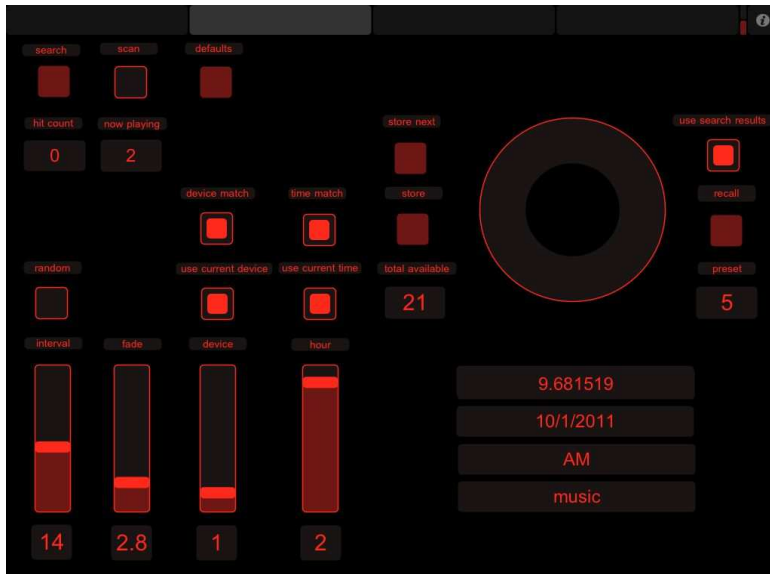 search scan defaults
hit count now playing store next use search results
0 2
device match time match store recall
random use current device use current time total available preset
21 5
interval fade device hour
9.681519
10/1/2011
AM
music
14 2.8 1 2